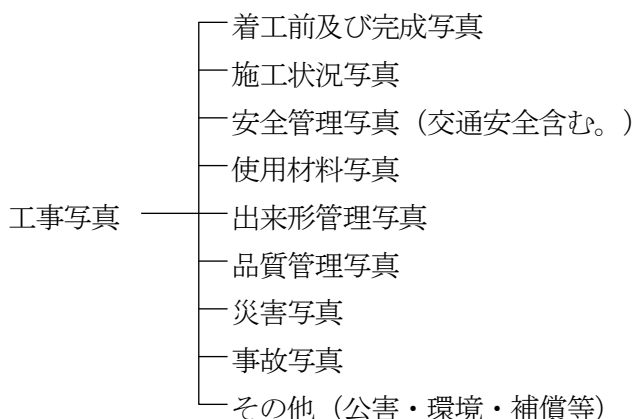 着工前及び完成写真
施工状況写真
安全管理写真（交通安全含む。）
使用材料写真
工事写真
出来形管理写真
品質管理写真
災害写真
事故写真
その他（公害・環境・補償等）